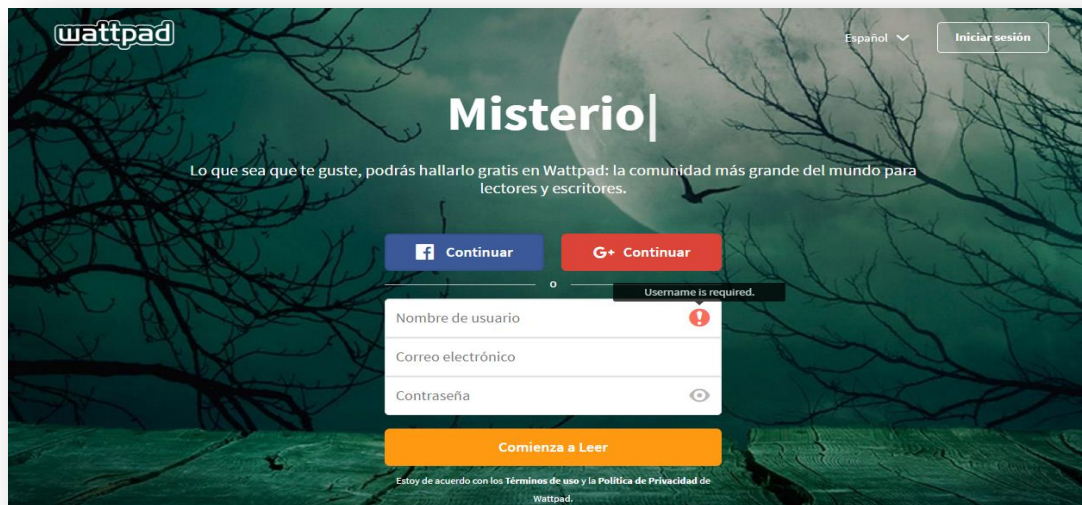 wattpad
Español
Iniciar sesión
Misterio
Lo que sea que te guste, podrás hallarlo gratis en Wattpad: la comunidad más grande del mundo para
lectores y escritores.
f Continuar
G+ Continuar
o
Username is required.
Nombre de usuario
Correo electrónico
Contraseña
Comienza a Leer
Estoy de acuerdo con los Términos de uso y la Política de Privacidad de
Wattpad.